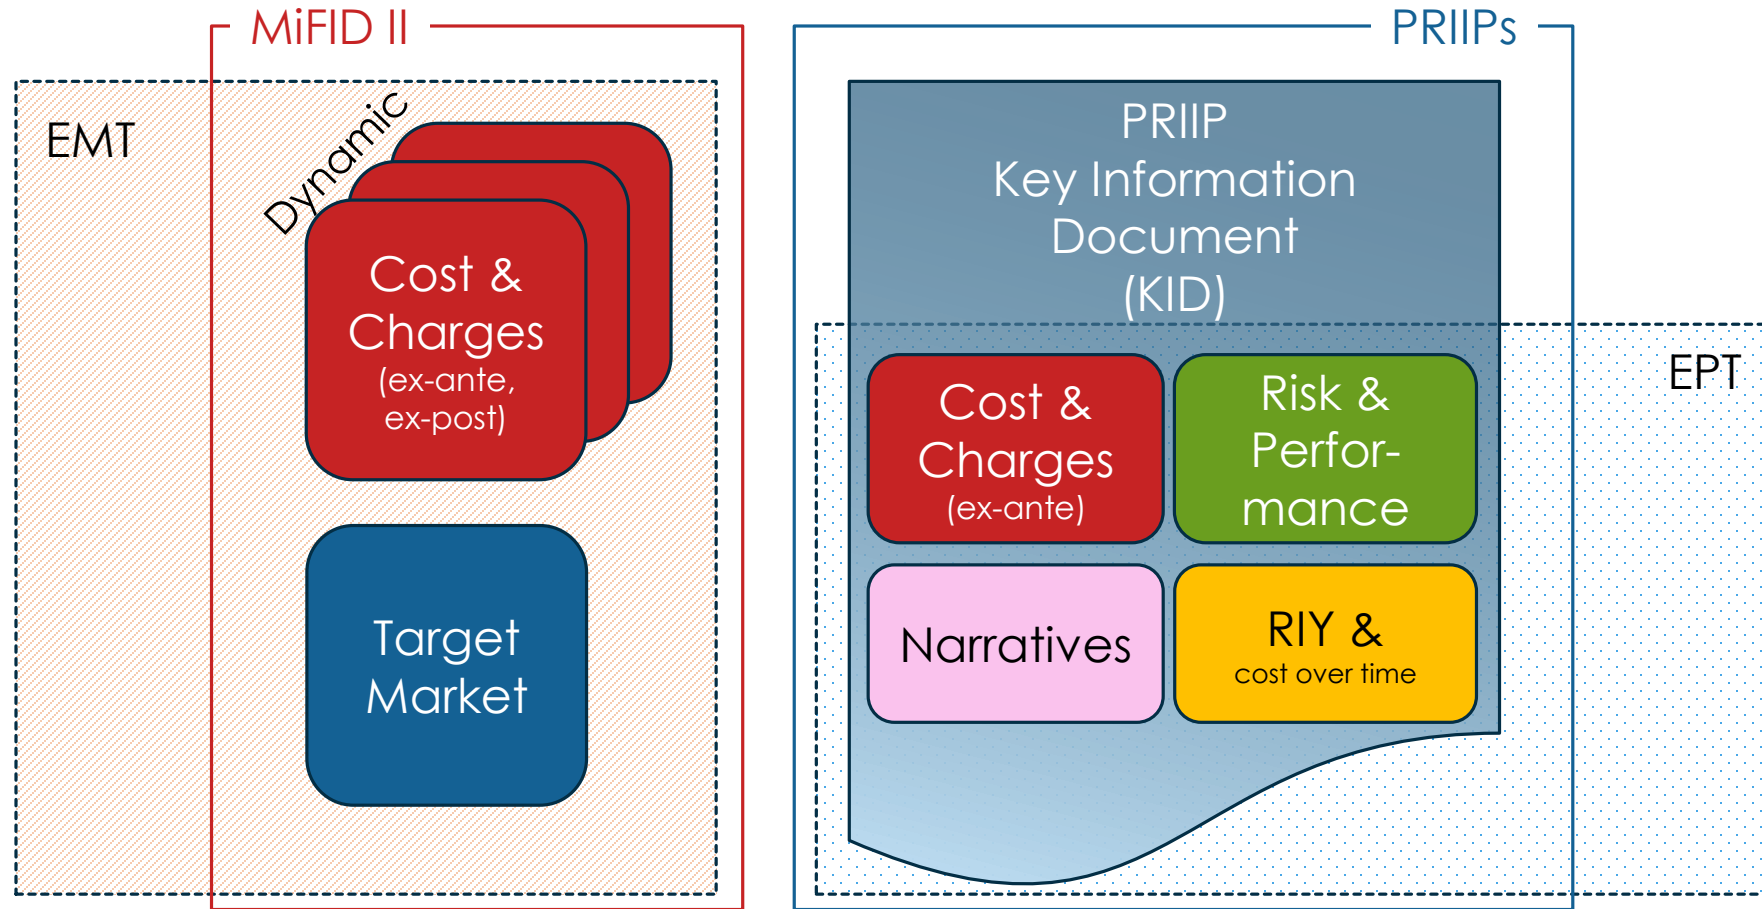 MiFID II
EMT
Dynamic
Cost &
Charges
(ex-ante,
ex-post)
Target
Market
PRIIPs
PRIIP
Key Information
Document
(KID)
EPT
Cost &
Charges
(ex-ante)
Risk &
Perfor-
mance
Narratives
RIY &
cost over time